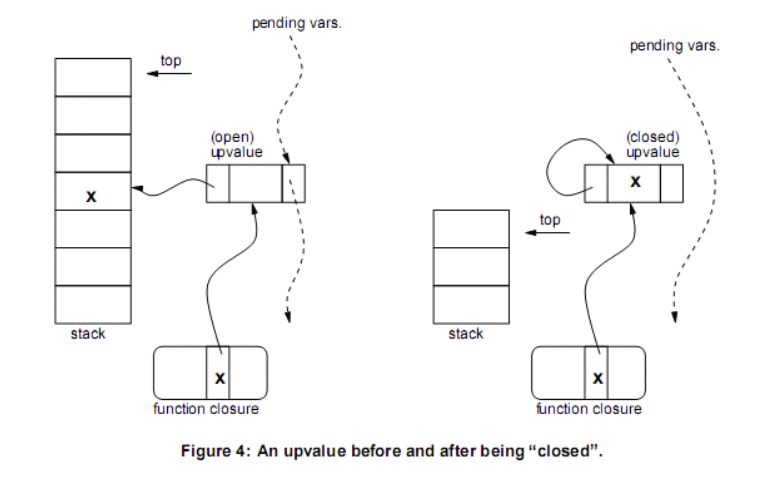 pending vars.
top
(open)
upvalue
X
stack
X
function closure
pending vars.
(closed)
upvalue
X
top
stack
X
function closure
Figure 4: An upvalue before and after being “closed”.